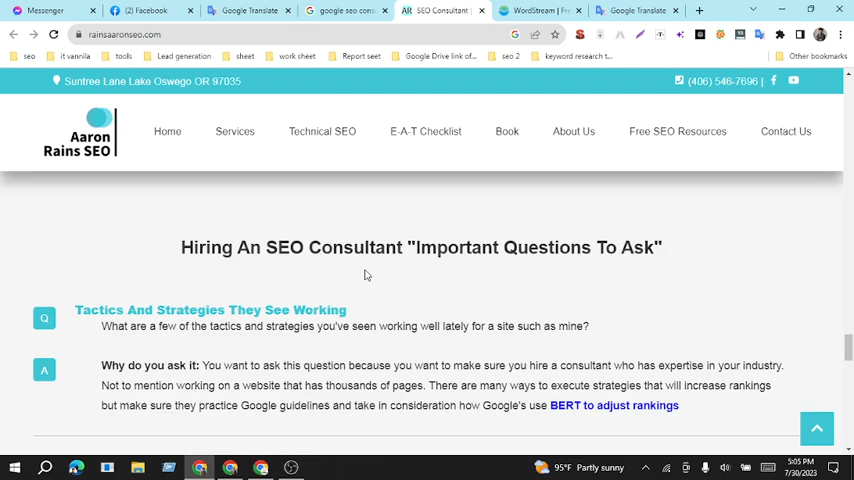 Messenger
(2) Facebook
Google Translate
google seo cons
SEO Consultant |
WordStream | Fre
Google Translate
rainsaaronseo.com
seo
it vannila
tools
Lead generation
sheet
work sheet
Report seet
Google Drive link of...
seo 2
keyword research t...
Other bookmarks
Suntree Lane Lake Oswego OR 97035
(406) 546-7696 |
Aaron
Rains SEO
Home
Services
Technical SEO
E-A-T Checklist
Book
About Us
Free SEO Resources
Contact Us
Hiring An SEO Consultant "Important Questions To Ask"
Q
Tactics And Strategies They See Working
What are a few of the tactics and strategies you've seen working well lately for a site such as mine?
A
Why do you ask it: You want to ask this question because you want to make sure you hire a consultant who has expertise in your industry.
Not to mention working on a website that has thousands of pages. There are many ways to execute strategies that will increase rankings
but make sure they practice Google guidelines and take in consideration how Google's use BERT to adjust rankings
95°F Partly sunny
5:05 PM
7/30/2023